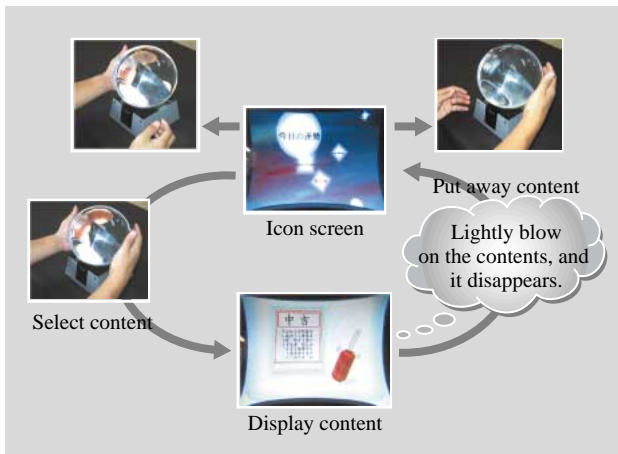 今日の運勢
Icon screen
Put away content
Lightly blow
on the contents, and
it disappears.
Select content
中吉
Display content